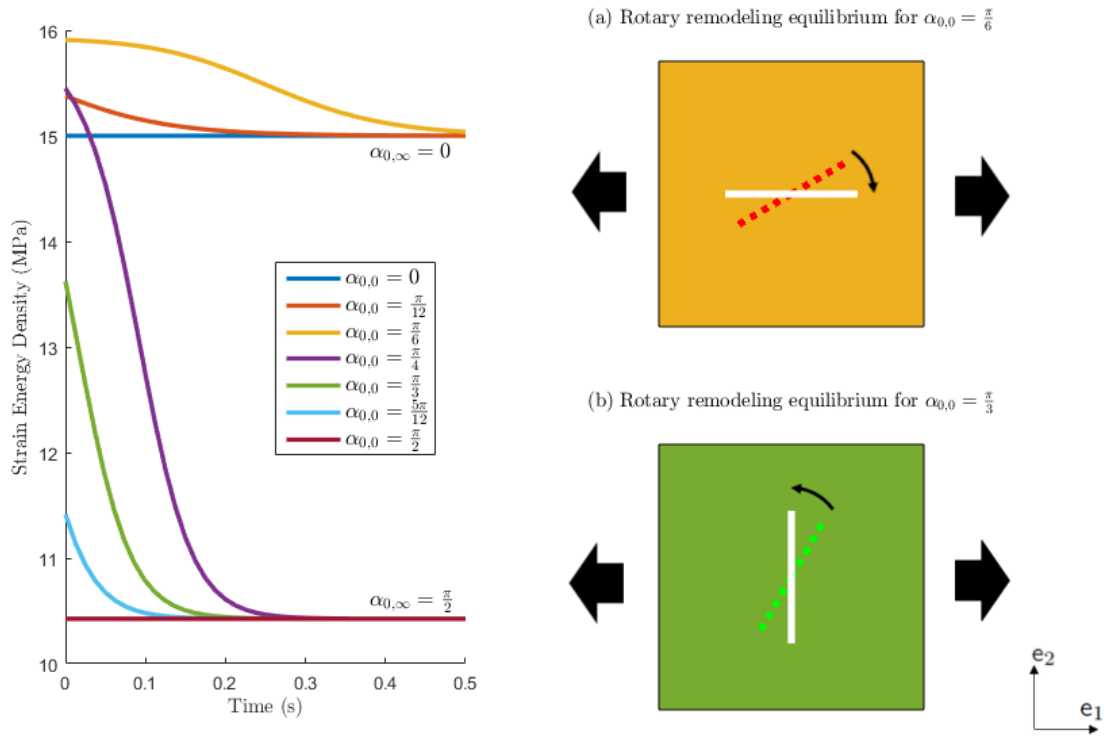 16
15
14
13
12
11
10
Strain Energy Density (MPa)
0
0.1
0.2
0.3
0.4
0.5
Time (s)
α₀,∞ = 0
α₀,₀ = 0
α₀,₀ = π/12
α₀,₀ = π/6
α₀,₀ = π/4
α₀,₀ = π/3
α₀,₀ = 5π/12
α₀,₀ = π/2
α₀,∞ = π/2
(a) Rotary remodeling equilibrium for α₀,₀ = π/6
(b) Rotary remodeling equilibrium for α₀,₀ = π/3
e₂
e₁